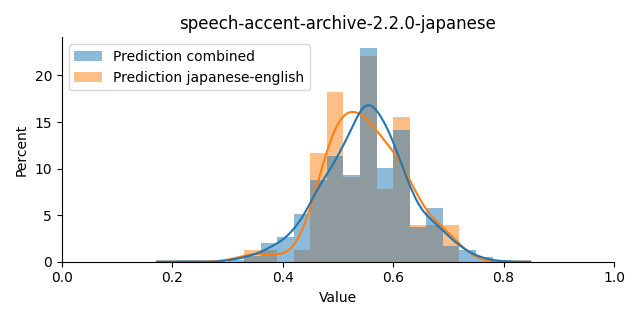 speech-accent-archive-2.2.0-japanese
Prediction combined
Prediction japanese-english
Percent
20
15
10
5
0
0.0 0.2 0.4 0.6 0.8 1.0
Value